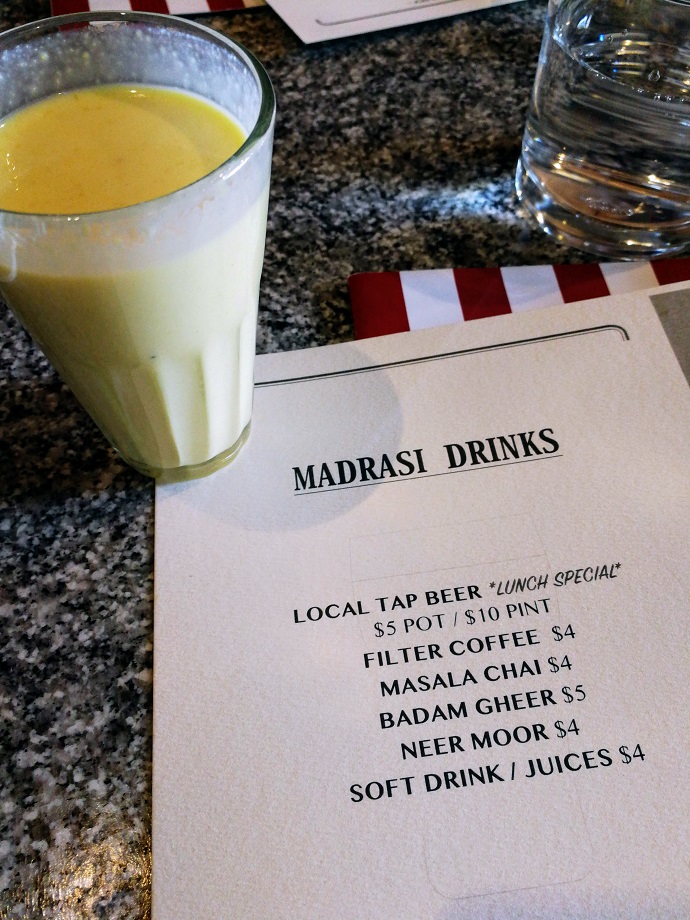 MADRASI DRINKS
LOCAL TAP BEER *LUNCH SPECIAL*
$5 POT / $10 PINT
FILTER COFFEE $4
MASALA CHAI $4
BADAM GHEER $5
NEER MOOR $4
SOFT DRINK / JUICES $4